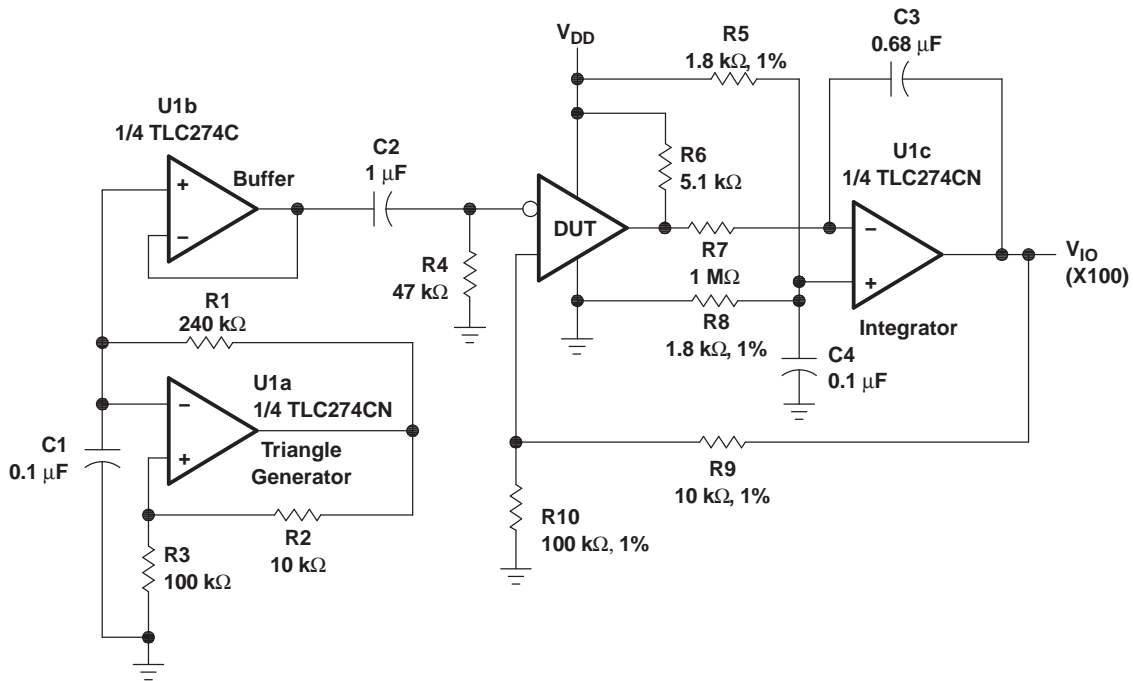 V_DD
R5
1.8 kΩ, 1%
C3
0.68 μF
U1b
1/4 TLC274C
Buffer
+
−
C2
1 μF
R6
5.1 kΩ
U1c
1/4 TLC274CN
DUT
−
+
R7
1 MΩ
V_IO
(X100)
R4
47 kΩ
R8
1.8 kΩ, 1%
Integrator
C4
0.1 μF
R1
240 kΩ
U1a
1/4 TLC274CN
−
+
Triangle
Generator
C1
0.1 μF
R9
10 kΩ, 1%
R10
100 kΩ, 1%
R2
10 kΩ
R3
100 kΩ